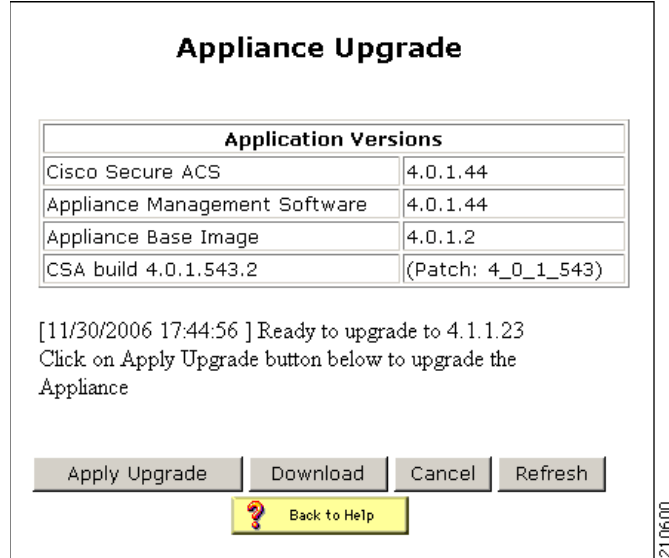 Appliance Upgrade
Application Versions
Cisco Secure ACS 4.0.1.44
Appliance Management Software 4.0.1.44
Appliance Base Image 4.0.1.2
CSA build 4.0.1.543.2 (Patch: 4_0_1_543)
[11/30/2006 17:44:56 ] Ready to upgrade to 4.1.1.23
Click on Apply Upgrade button below to upgrade the
Appliance
Apply Upgrade Download Cancel Refresh
? Back to Help
210600